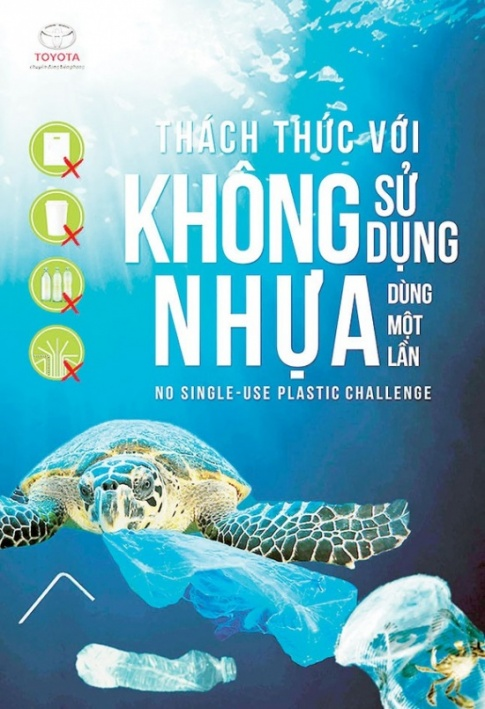 TOYOTA
THÁCH THỨC VỚI
KHÔNG SỬ DỤNG
NHỰA DÙNG MỘT LẦN
NO SINGLE-USE PLASTIC CHALLENGE